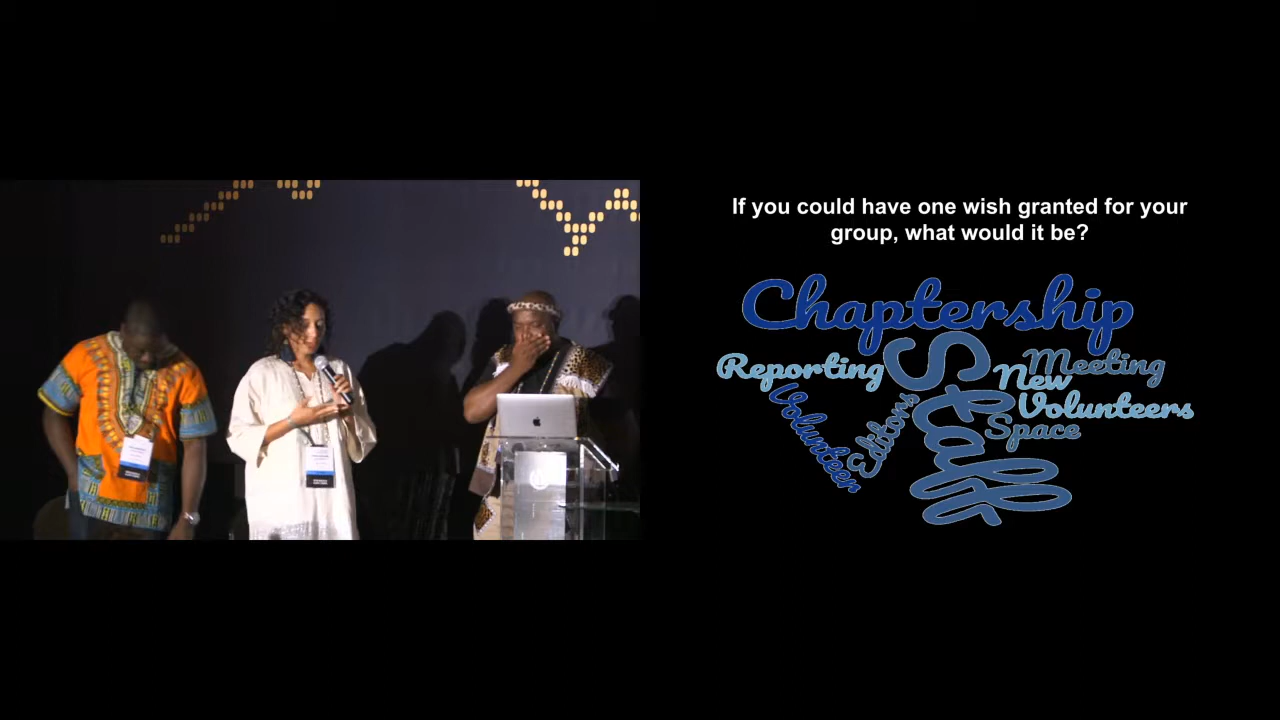 If you could have one wish granted for your
group, what would it be?
Chaptership
Reporting
Staff
Meeting
New
Volunteers
Space
Volunteer
Editors